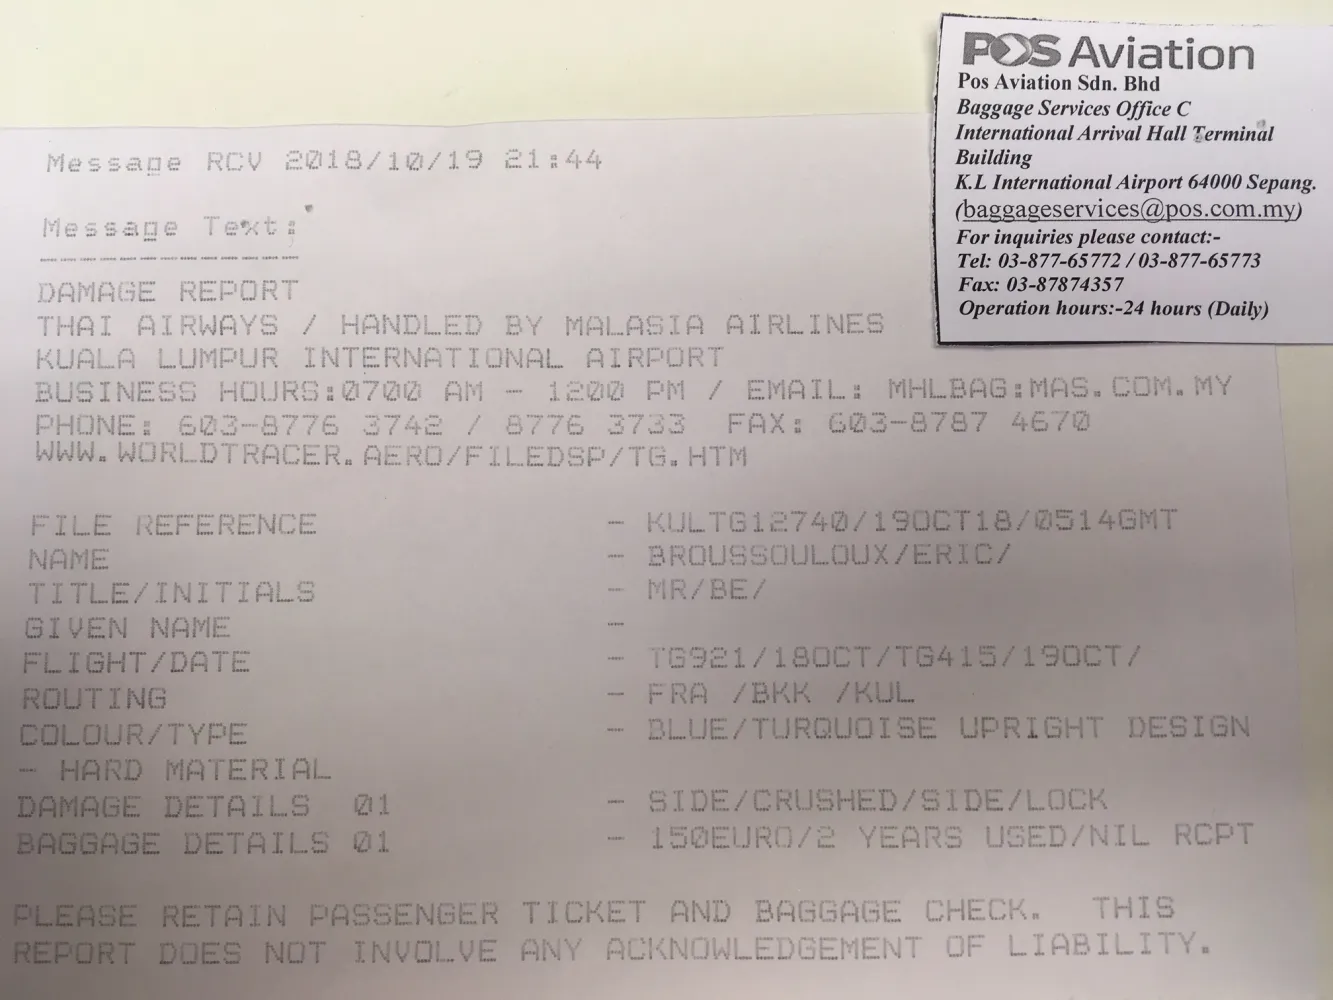 POS Aviation
Pos Aviation Sdn. Bhd
Baggage Services Office C
International Arrival Hall Terminal
Building
K.L International Airport 64000 Sepang.
(baggageservices@pos.com.my)
For inquiries please contact:-
Tel: 03-877-65772 / 03-877-65773
Fax: 03-87874357
Operation hours:-24 hours (Daily)
Message RCV 2018/10/19 21:44
Message Text:
DAMAGE REPORT
THAI AIRWAYS / HANDLED BY MALASIA AIRLINES
KUALA LUMPUR INTERNATIONAL AIRPORT
BUSINESS HOURS:0700 AM - 1200 PM / EMAIL: MHLBAG:MAS.COM.MY
PHONE: 603-8776 3742 / 8776 3733 FAX: 603-8787 4670
WWW.WORLDTRACER.AERO/FILEDSP/TG.HTM
FILE REFERENCE - KULTG12740/19OCT18/0514GMT
NAME - BROUSSOULOUX/ERIC/
TITLE/INITIALS - MR/BE/
GIVEN NAME -
FLIGHT/DATE - TG921/18OCT/TG415/19OCT/
ROUTING - FRA /BKK /KUL
COLOUR/TYPE - BLUE/TURQUOISE UPRIGHT DESIGN
- HARD MATERIAL
DAMAGE DETAILS 01 - SIDE/CRUSHED/SIDE/LOCK
BAGGAGE DETAILS 01 - 150EURO/2 YEARS USED/NIL RCPT
PLEASE RETAIN PASSENGER TICKET AND BAGGAGE CHECK. THIS
REPORT DOES NOT INVOLVE ANY ACKNOWLEDGEMENT OF LIABILITY.